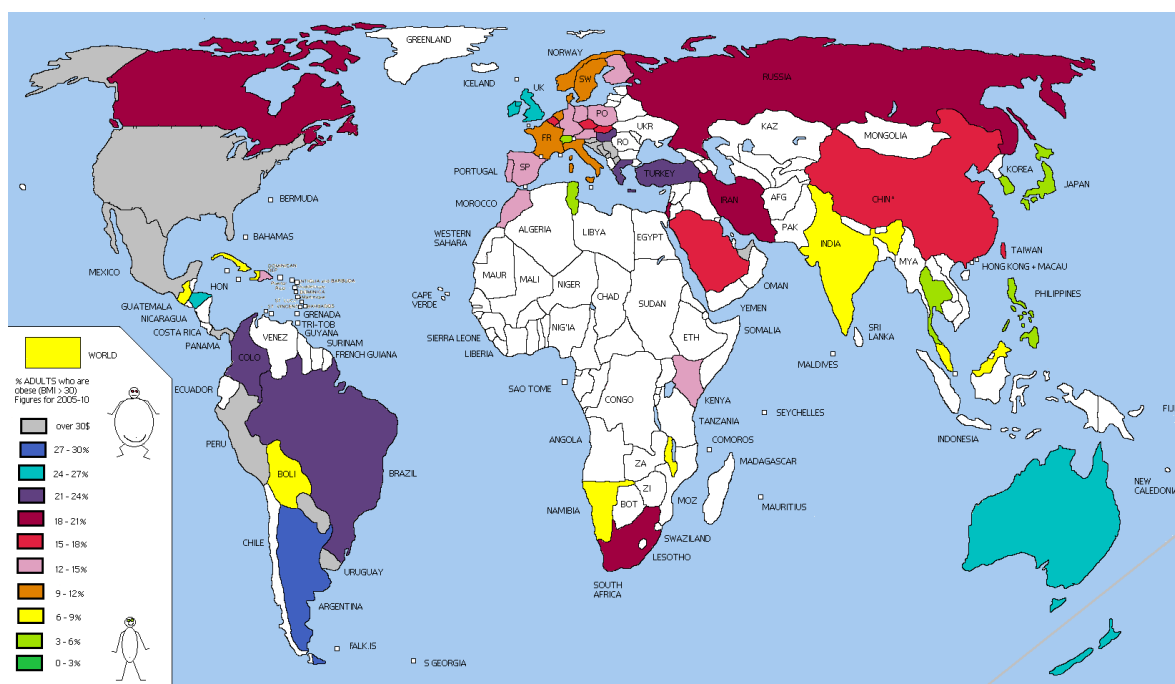 GREENLAND
NORWAY
ICELAND
UK
SW
RUSSIA
PO
UKR
KAZ
MONGOLIA
FR
RO
PORTUGAL
SP
TURKEY
KOREA
JAPAN
BERMUDA
MOROCCO
IRAN
AFG
CHIN*
PAK
BAHAMAS
WESTERN
SAHARA
ALGERIA
LIBYA
EGYPT
INDIA
TAIWAN
MYA
HONG KONG + MACAU
MEXICO
HON
MAUR
MALI
NIGER
CHAD
SUDAN
OMAN
YEMEN
PHILIPPINES
CAPE
VERDE
GUATEMALA
NICARAGUA
COSTA RICA
PANAMA
GRENADA
TRI-TOB
GUYANA
SURINAM
FRENCH GUIANA
VENEZ
COLO
SIERRA LEONE
LIBERIA
NIG'IA
ETH
SOMALIA
SRI
LANKA
MALDIVES
WORLD
ECUADOR
SAO TOME
CONGO
KENYA
TANZANIA
SEYCHELLES
FIJI
INDONESIA
% ADULTS who are
obese (BMI > 30)
Figures for 2005-10
over 30$
27 - 30%
24 - 27%
21 - 24%
18 - 21%
15 - 18%
12 - 15%
9 - 12%
6 - 9%
3 - 6%
0 - 3%
PERU
BOLI
BRAZIL
ANGOLA
COMOROS
ZA
MADAGASCAR
ZI
BOT
MOZ
MAURITIUS
NAMIBIA
NEW
CALEDONIA
CHILE
SWAZILAND
LESOTHO
SOUTH
AFRICA
URUGUAY
ARGENTINA
FALK.IS
S GEORGIA